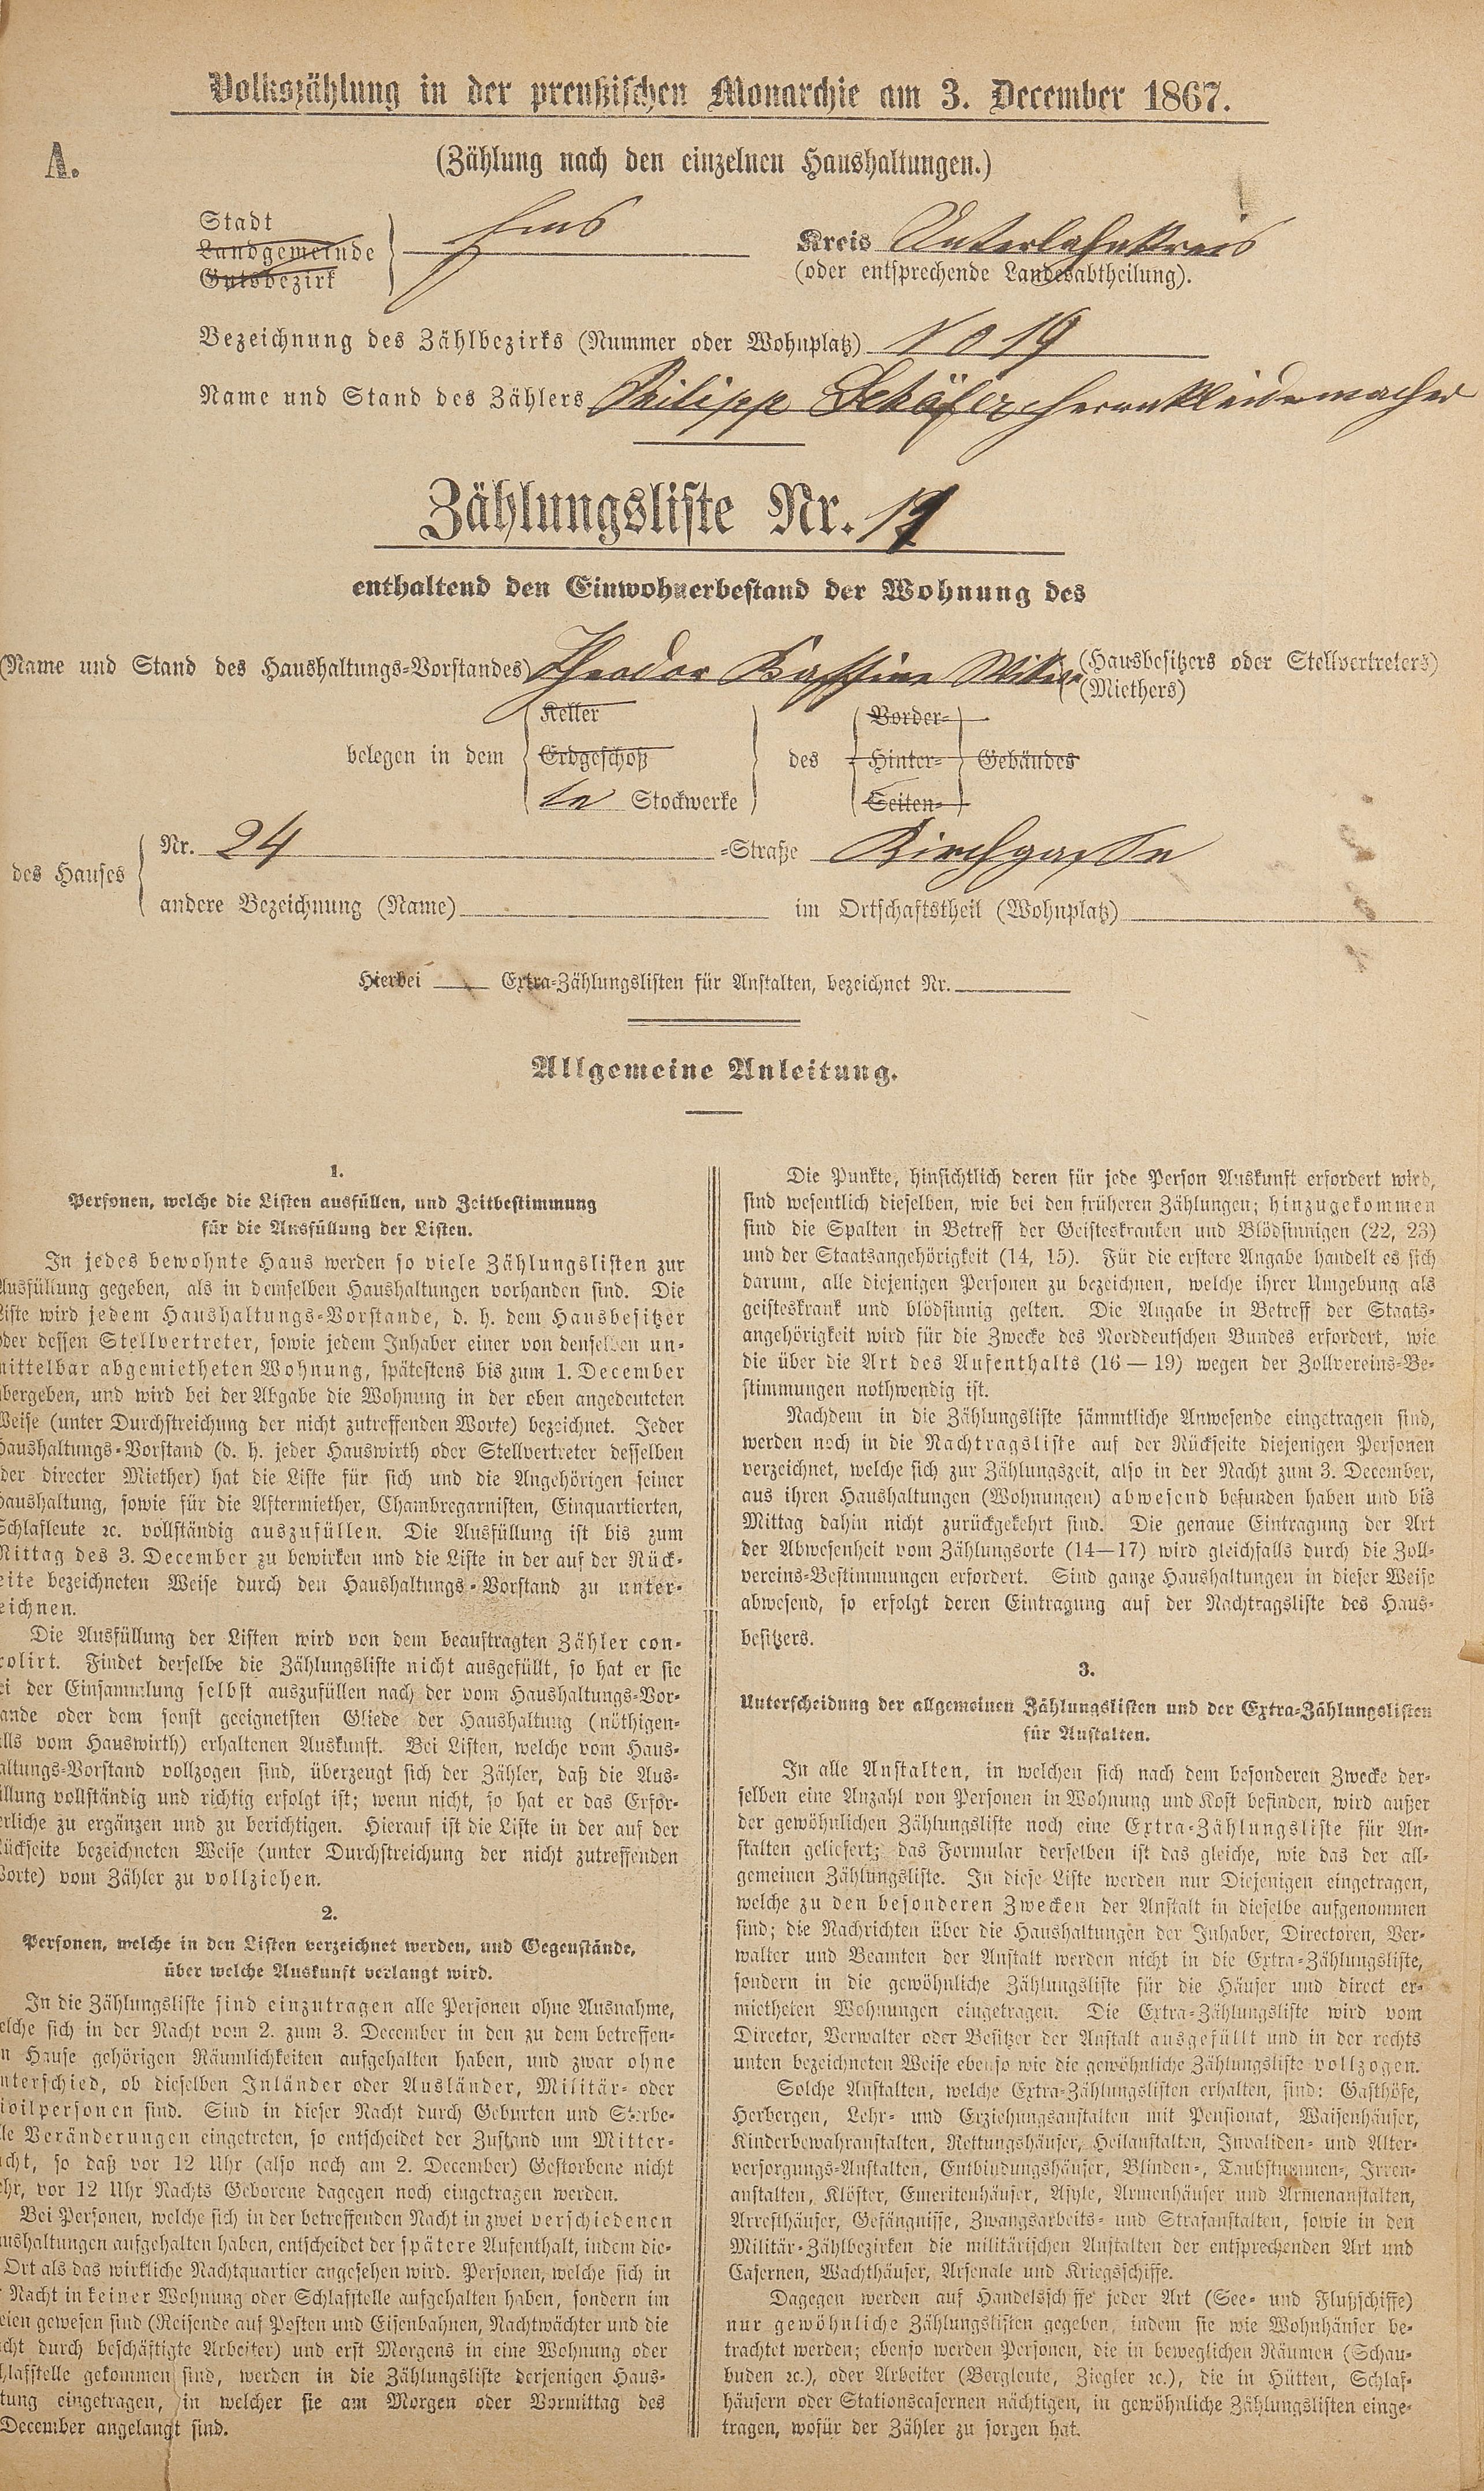 Volkszählung in der preußischen Monarchie am 3. December 1867.
A.
(Zählung nach den einzelnen Haushaltungen.)
Stadt
Landgemeinde
Gutsbezirk
Ems
Kreis Unterlahnkreis
(oder entsprechende Landesabtheilung).
Bezeichnung des Zählbezirks (Nummer oder Wohnplatz) No 19
Name und Stand des Zählers Philipp Schäfer Herrnkleidermacher
Zählungsliste Nr.
enthaltend den Einwohnerbestand der Wohnung des
(Name und Stand des Haushaltungs-Vorstandes) Theodor (Hausbesitzers oder Stellvertreters)
(Miethers)
Keller
Vorder-
belegen in dem Erdgeschoß des Hinter- Gebäudes
Stockwerke Seiten-
des Hauses
Nr. 24 -Straße Kirchgasse
andere Bezeichnung (Name) im Ortschaftstheil (Wohnplatz)
Hierbei Extra-Zählungslisten für Anstalten, bezeichnet Nr.
Allgemeine Anleitung.
1.
Personen, welche die Listen ausfüllen, und Zeitbestimmung
für die Ausfüllung der Listen.
In jedes bewohnte Haus werden so viele Zählungslisten zur
Ausfüllung gegeben, als in demselben Haushaltungen vorhanden sind. Die
Liste wird jedem Haushaltungs-Vorstande, d. h. dem Hausbesitzer
oder dessen Stellvertreter, sowie jedem Inhaber einer von denselben un-
mittelbar abgemietheten Wohnung, spätestens bis zum 1. December
übergeben, und wird bei der Abgabe die Wohnung in der oben angedeuteten
Weise (unter Durchstreichung der nicht zutreffenden Worte) bezeichnet. Jeder
Haushaltungs-Vorstand (d. h. jeder Hauswirth oder Stellvertreter desselben
oder directer Miether) hat die Liste für sich und die Angehörigen seiner
Haushaltung, sowie für die Aftermiether, Chambregarnisten, Einquartierten,
Schlafleute ꝛc. vollständig auszufüllen. Die Ausfüllung ist bis zum
Mittag des 3. December zu bewirken und die Liste in der auf der Rück-
seite bezeichneten Weise durch den Haushaltungs-Vorstand zu unter-
zeichnen.
Die Ausfüllung der Listen wird von dem beauftragten Zähler con-
rolirt. Findet derselbe die Zählungsliste nicht ausgefüllt, so hat er sie
ei der Einsammlung selbst auszufüllen nach der vom Haushaltungs-Vor-
ande oder dem sonst geeignetsten Gliede der Haushaltung (nöthigen-
lls vom Hauswirth) erhaltenen Auskunft. Bei Listen, welche vom Haus-
altungs-Vorstand vollzogen sind, überzeugt sich der Zähler, daß die Aus-
üllung vollständig und richtig erfolgt ist; wenn nicht, so hat er das Erfor-
erliche zu ergänzen und zu berichtigen. Hierauf ist die Liste in der auf der
Rückseite bezeichneten Weise (unter Durchstreichung der nicht zutreffenden
Worte) vom Zähler zu vollziehen.
2.
Personen, welche in den Listen verzeichnet werden, und Gegenstände,
über welche Auskunft verlangt wird.
In die Zählungsliste sind einzutragen alle Personen ohne Ausnahme,
elche sich in der Nacht vom 2. zum 3. December in den zu dem betreffen-
n Hause gehörigen Räumlichkeiten aufgehalten haben, und zwar ohne
nterschied, ob dieselben Inländer oder Ausländer, Militär- oder
ivilpersonen sind. Sind in dieser Nacht durch Geburten und Sterbe-
le Veränderungen eingetreten, so entscheidet der Zustand um Mitter-
cht, so daß vor 12 Uhr (also noch am 2. December) Gestorbene nicht
ehr, vor 12 Uhr Nachts Geborene dagegen noch eingetragen werden.
Bei Personen, welche sich in der betreffenden Nacht in zwei verschiedenen
aushaltungen aufgehalten haben, entscheidet der spätere Aufenthalt, indem die-
Ort als das wirkliche Nachtquartier angesehen wird. Personen, welche sich in
Nacht in keiner Wohnung oder Schlafstelle aufgehalten haben, sondern im
eien gewesen sind (Reisende auf Posten und Eisenbahnen, Nachtwächter und die
cht durch beschäftigte Arbeiter) und erst Morgens in eine Wohnung oder
hlafstelle gekommen sind, werden in die Zählungsliste derjenigen Haus-
tung eingetragen, in welcher sie am Morgen oder Vormittag des
December angelangt sind.
Die Punkte, hinsichtlich deren für jede Person Auskunft erfordert wird,
sind wesentlich dieselben, wie bei den früheren Zählungen; hinzugekommen
sind die Spalten in Betreff der Geisteskranken und Blödsinnigen (22, 23)
und der Staatsangehörigkeit (14, 15). Für die erstere Angabe handelt es sich
darum, alle diejenigen Personen zu bezeichnen, welche ihrer Umgebung als
geisteskrank und blödsinnig gelten. Die Angabe in Betreff der Staats-
angehörigkeit wird für die Zwecke des Norddeutschen Bundes erfordert, wie
die über die Art des Aufenthalts (16 — 19) wegen der Zollvereins-Be-
stimmungen nothwendig ist.
Nachdem in die Zählungsliste sämmtliche Anwesende eingetragen sind,
werden noch in die Nachtragsliste auf der Rückseite diejenigen Personen
verzeichnet, welche sich zur Zählungszeit, also in der Nacht zum 3. December,
aus ihren Haushaltungen (Wohnungen) abwesend befunden haben und bis
Mittag dahin nicht zurückgekehrt sind. Die genaue Eintragung der Art
der Abwesenheit vom Zählungsorte (14—17) wird gleichfalls durch die Zoll-
vereins-Bestimmungen erfordert. Sind ganze Haushaltungen in dieser Weise
abwesend, so erfolgt deren Eintragung auf der Nachtragsliste des Haus-
besitzers.
3.
Unterscheidung der allgemeinen Zählungslisten und der Extra-Zählungslisten
für Anstalten.
In alle Anstalten, in welchen sich nach dem besonderen Zwecke der-
selben eine Anzahl von Personen in Wohnung und Kost befinden, wird außer
der gewöhnlichen Zählungsliste noch eine Extra-Zählungsliste für An-
stalten geliefert; das Formular derselben ist das gleiche, wie das der all-
gemeinen Zählungsliste. In diese Liste werden nur Diejenigen eingetragen,
welche zu den besonderen Zwecken der Anstalt in dieselbe aufgenommen
sind; die Nachrichten über die Haushaltungen der Inhaber, Directoren, Ver-
walter und Beamten der Anstalt werden nicht in die Extra-Zählungsliste,
sondern in die gewöhnliche Zählungsliste für die Häuser und direct er-
mietheten Wohnungen eingetragen. Die Extra-Zählungsliste wird vom
Director, Verwalter oder Besitzer der Anstalt ausgefüllt und in der rechts
unten bezeichneten Weise ebenso wie die gewöhnliche Zählungsliste vollzogen.
Solche Anstalten, welche Extra-Zählungslisten erhalten, sind: Gasthöfe,
Herbergen, Lehr- und Erziehungsanstalten mit Pensionat, Waisenhäuser,
Kinderbewahranstalten, Rettungshäuser, Heilanstalten, Invaliden- und Alter-
versorgungs-Anstalten, Entbindungshäuser, Blinden-, Taubstummen-, Irren-
anstalten, Klöster, Emeritenhäuser, Asyle, Armenhäuser und Armenanstalten,
Arresthäuser, Gefängnisse, Zwangsarbeits- und Strafanstalten, sowie in den
Militär-Zählbezirken die militärischen Anstalten der entsprechenden Art und
Casernen, Wachthäuser, Arsenale und Kriegsschiffe.
Dagegen werden auf Handelsschiffe jeder Art (See- und Flußschiffe)
nur gewöhnliche Zählungslisten gegeben, indem sie wie Wohnhäuser be-
trachtet werden; ebenso werden Personen, die in beweglichen Räumen (Schau-
buden ꝛc.), oder Arbeiter (Bergleute, Ziegler ꝛc.), die in Hütten, Schlaf-
häusern oder Stationscasernen nächtigen, in gewöhnliche Zählungslisten einge-
tragen, wofür der Zähler zu sorgen hat.